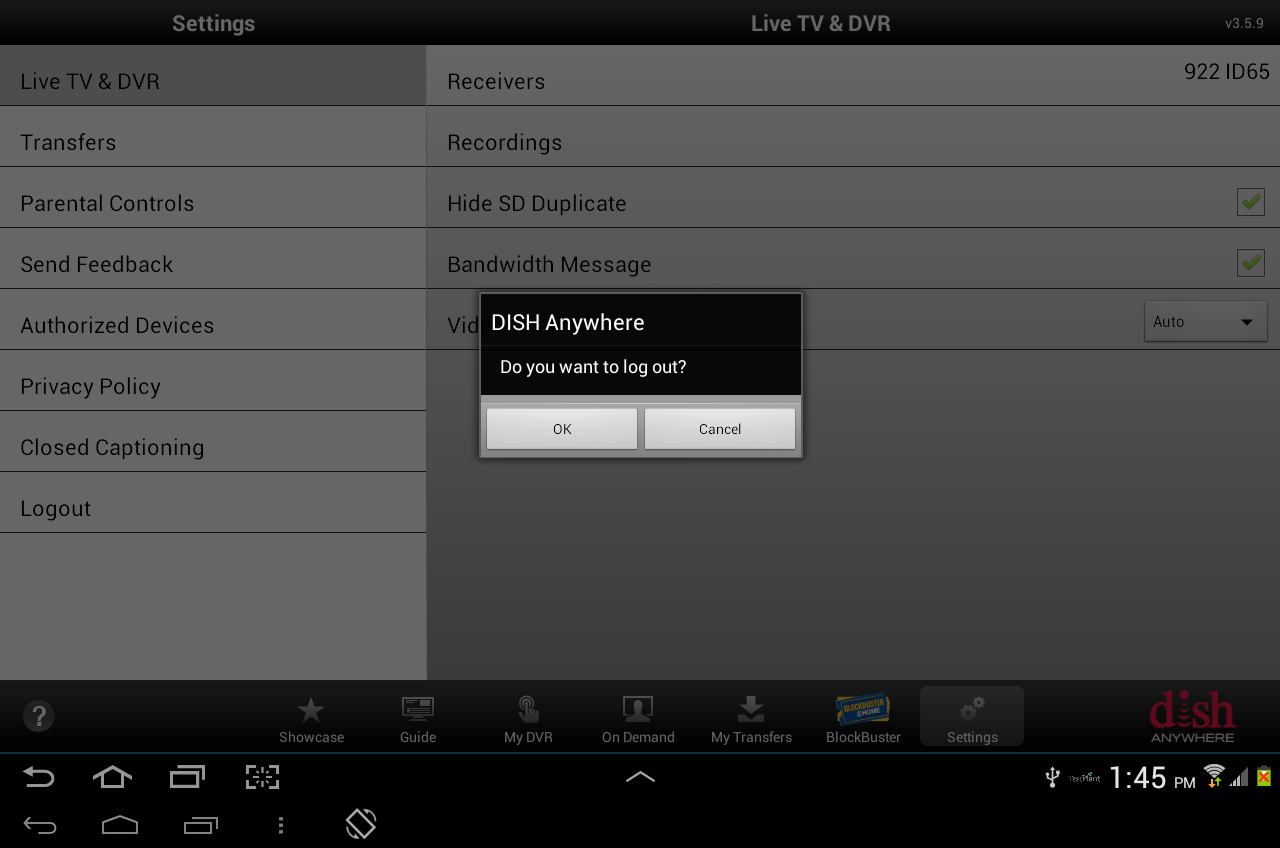 Settings
Live TV & DVR
v3.5.9
Live TV & DVR
Transfers
Parental Controls
Send Feedback
Authorized Devices
Privacy Policy
Closed Captioning
Logout
Receivers
922 ID65
Recordings
Hide SD Duplicate
Bandwidth Message
Auto
DISH Anywhere
Do you want to log out?
OK
Cancel
?
Showcase
Guide
My DVR
On Demand
My Transfers
BLOCKBUSTER
@HOME
BlockBuster
Settings
dish
ANYWHERE
1:45 PM